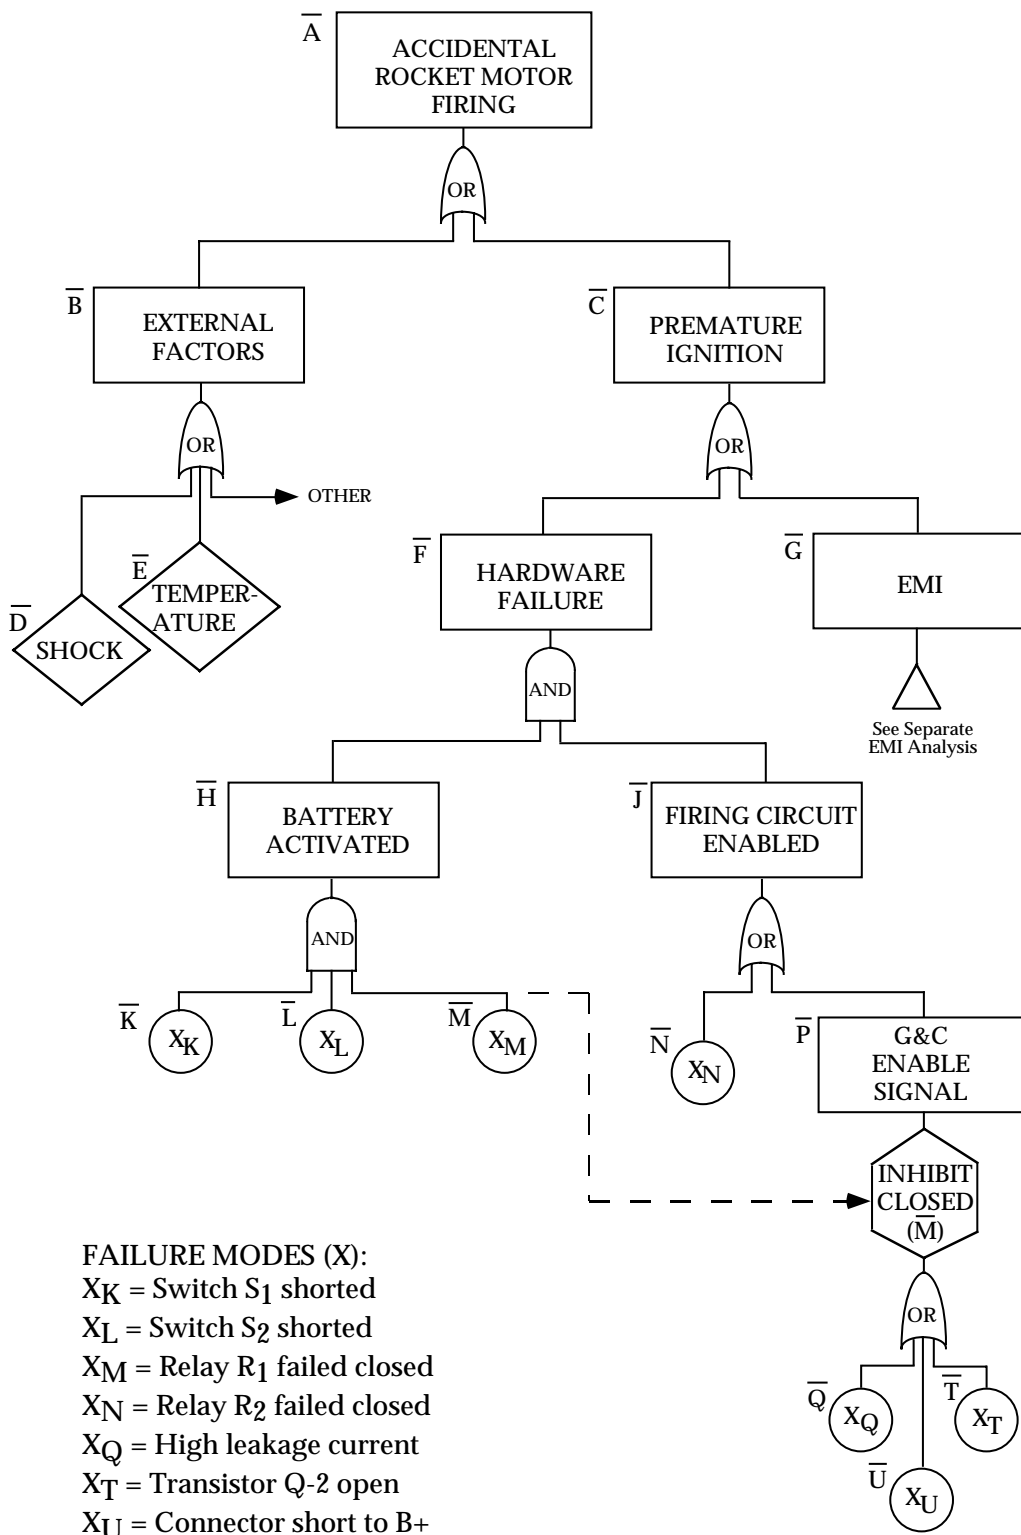 A̅
ACCIDENTAL
ROCKET MOTOR
FIRING
OR
B̅
EXTERNAL
FACTORS
C̅
PREMATURE
IGNITION
OR
OR
OTHER
D̅
SHOCK
E̅
TEMPER-
ATURE
F̅
HARDWARE
FAILURE
G̅
EMI
AND
See Separate
EMI Analysis
H̅
BATTERY
ACTIVATED
J̅
FIRING CIRCUIT
ENABLED
AND
OR
K̅
XK
L̅
XL
M̅
XM
N̅
XN
P̅
G&C
ENABLE
SIGNAL
INHIBIT
CLOSED
(M̅)
OR
Q̅
XQ
T̅
XT
U̅
XU
FAILURE MODES (X):
XK = Switch S1 shorted
XL = Switch S2 shorted
XM = Relay R1 failed closed
XN = Relay R2 failed closed
XQ = High leakage current
XT = Transistor Q-2 open
XU = Connector short to B+